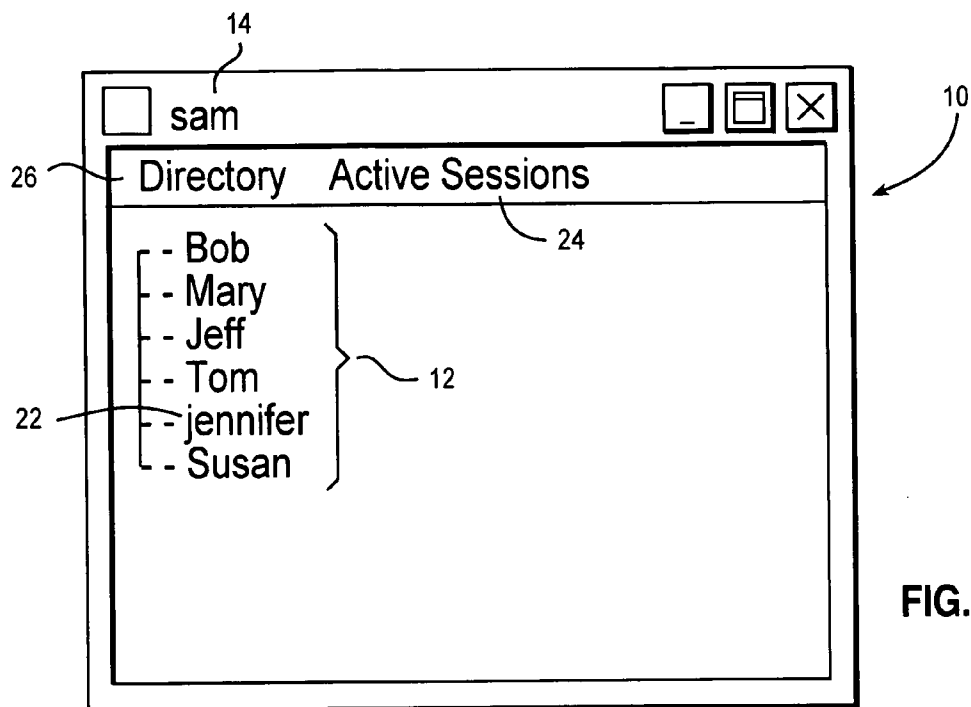 14
sam
10
26
Directory Active Sessions
24
Bob
Mary
Jeff
Tom
12
22
jennifer
Susan
FIG.